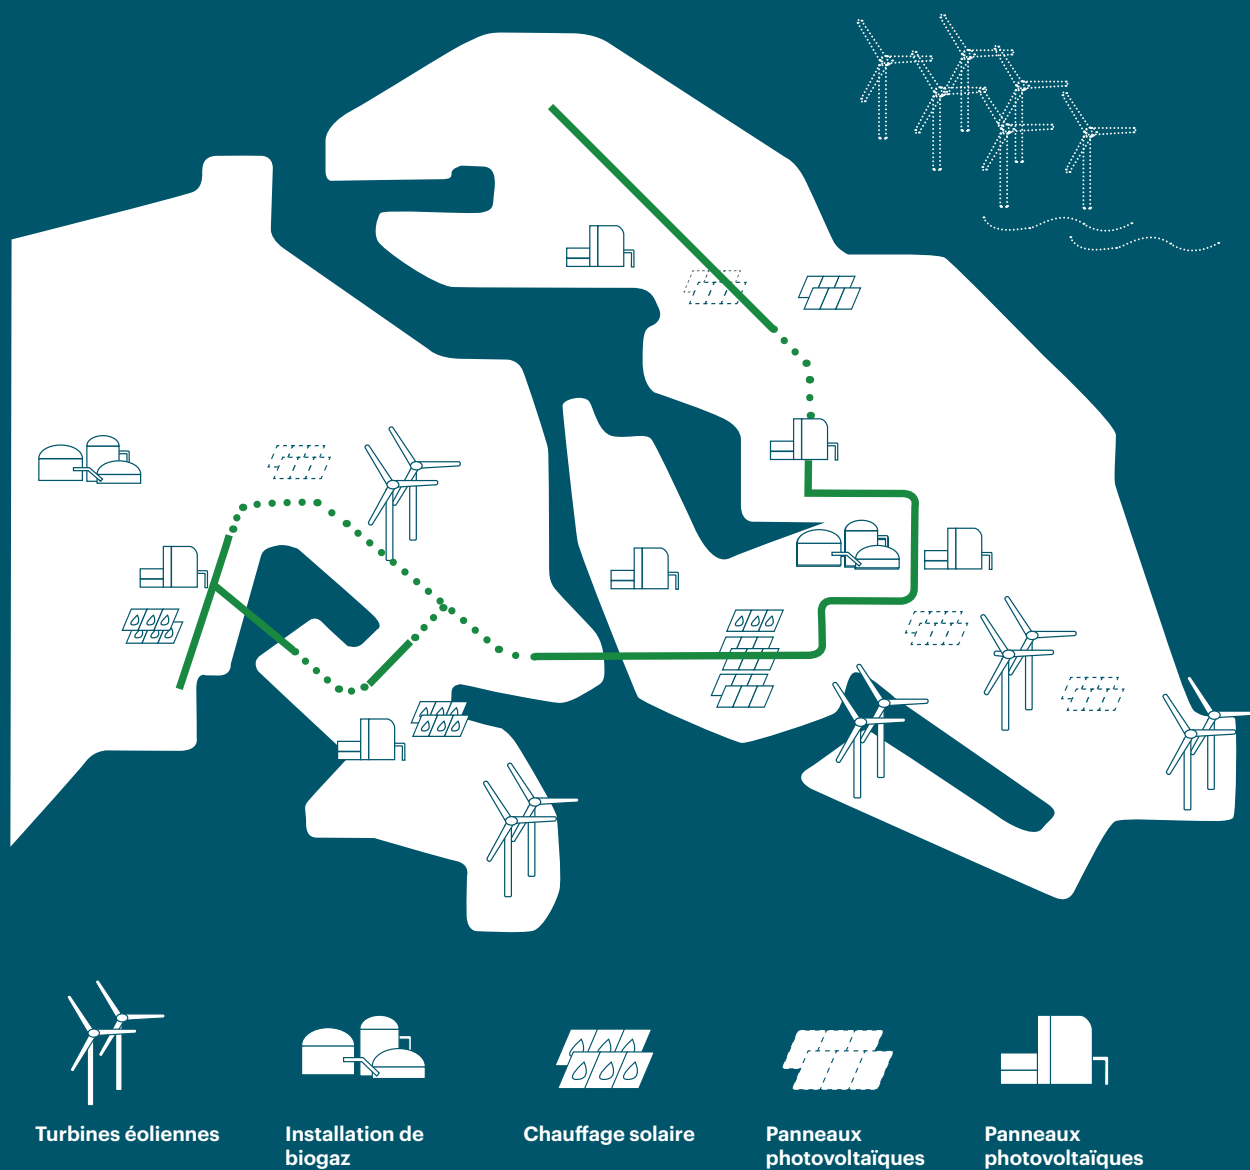 Turbines éoliennes
Installation de
biogaz
Chauffage solaire
Panneaux
photovoltaïques
Panneaux
photovoltaïques